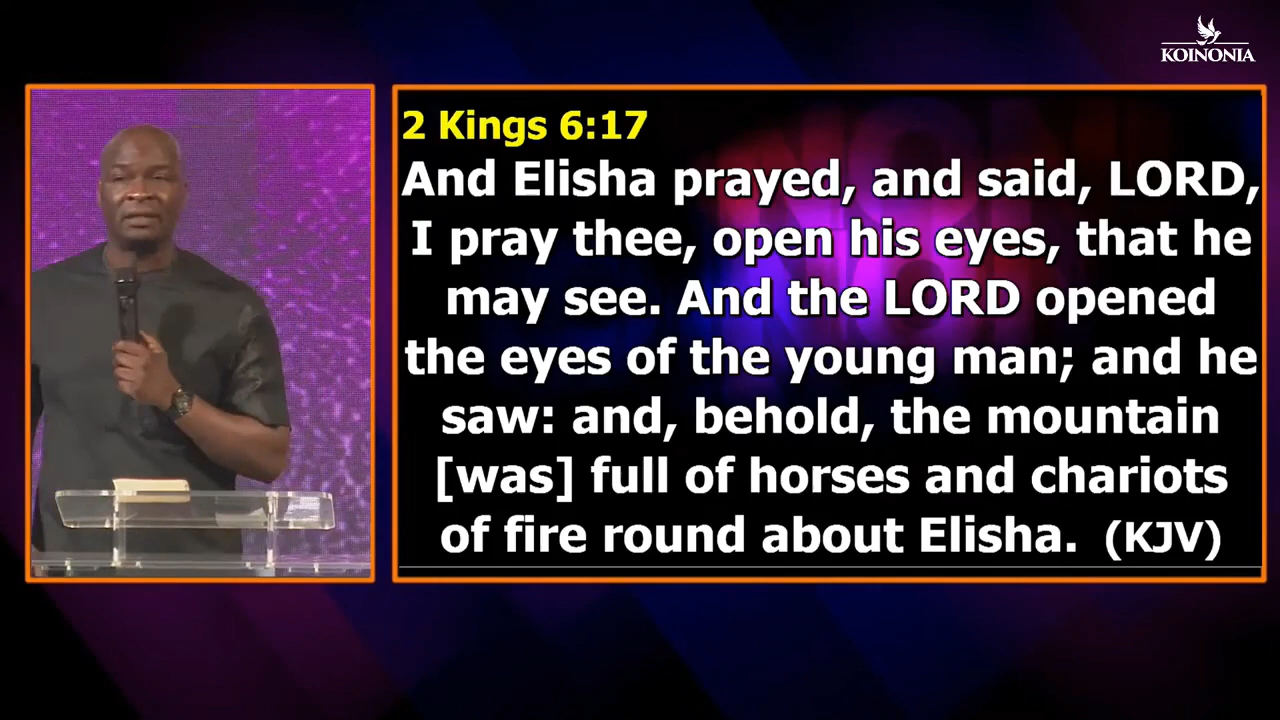 KOINONIA
2 Kings 6:17
And Elisha prayed, and said, LORD,
I pray thee, open his eyes, that he
may see. And the LORD opened
the eyes of the young man; and he
saw: and, behold, the mountain
[was] full of horses and chariots
of fire round about Elisha. (KJV)